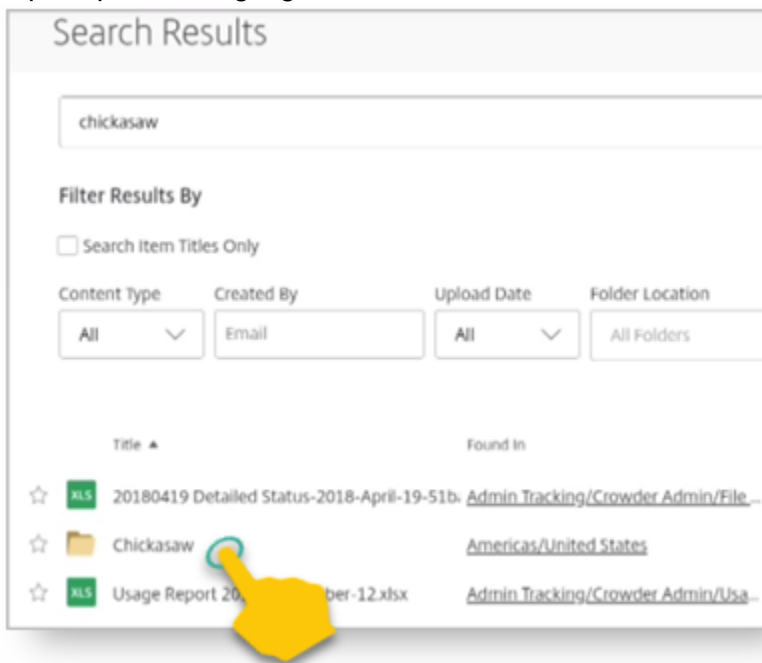 Search Results
chickasaw
Filter Results By
Search Item Titles Only
Content Type Created By Upload Date Folder Location
All Email All All Folders
Title Found In
XLS 20180419 Detailed Status-2018-April-19-51b. Admin Tracking/Crowder Admin/File...
Chickasaw Americas/United States
XLS Usage Report 20 ber-12.xlsx Admin Tracking/Crowder Admin/Usa...